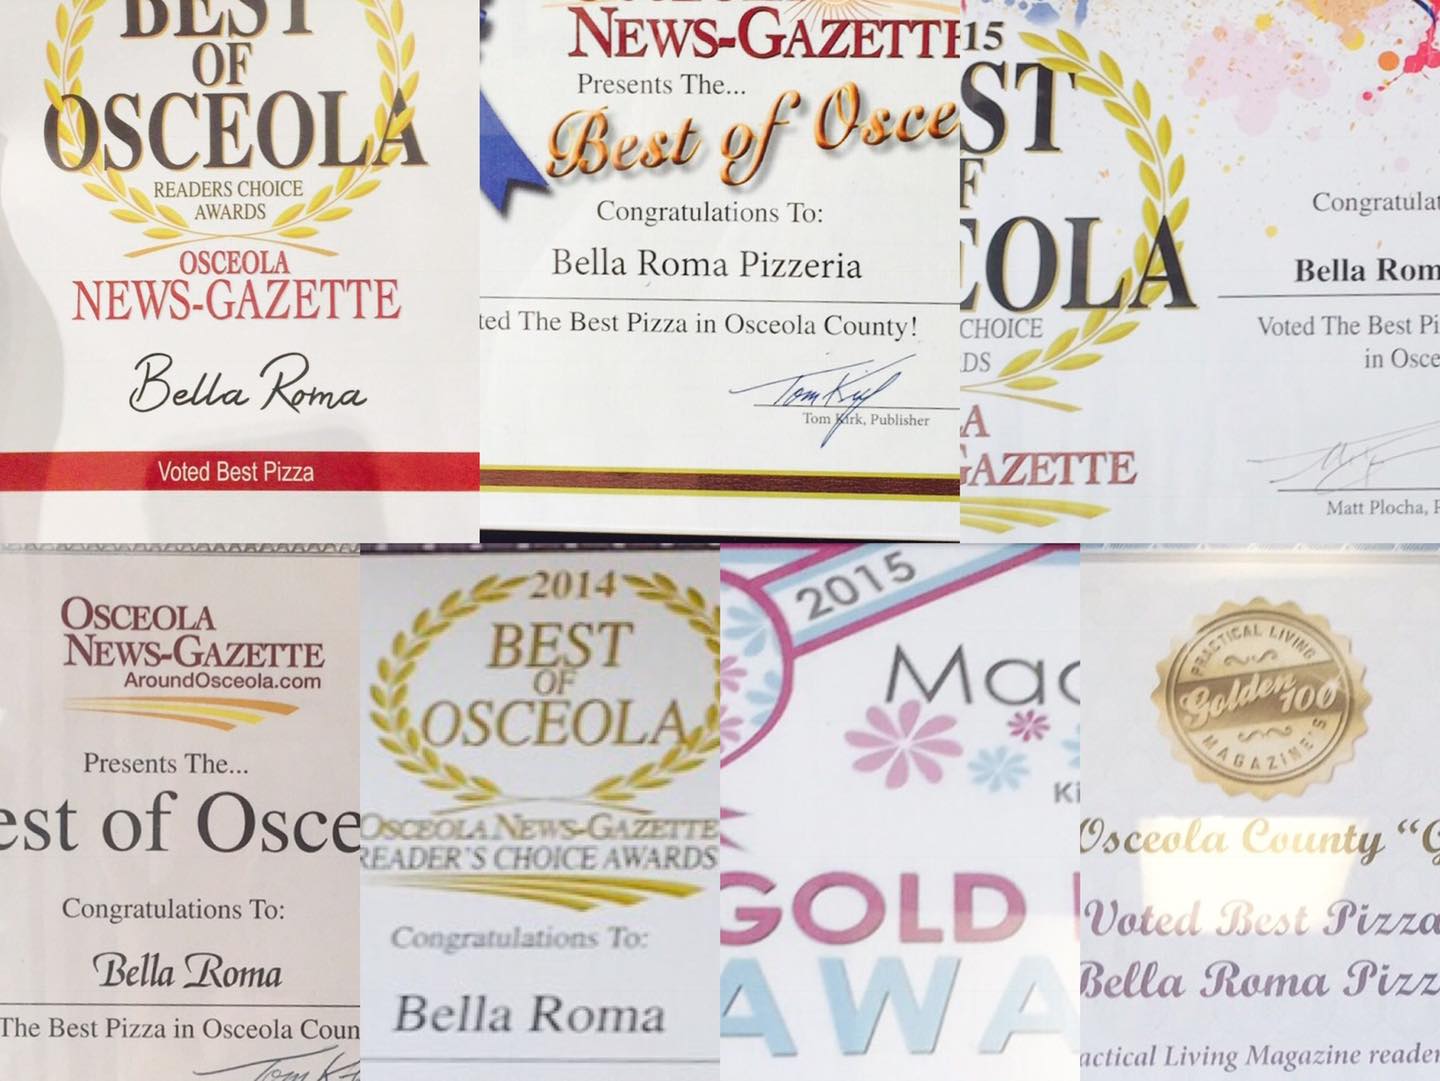 BEST
OF
OSCEOLA
READERS CHOICE
AWARDS
OSCEOLA
NEWS-GAZETTE
Bella Roma
Voted Best Pizza
NEWS-GAZETTE
Presents The...
Best of Osce
Congratulations To:
Bella Roma Pizzeria
ted The Best Pizza in Osceola County!
Tom Kirk, Publisher
15
ST
F
EOLA
CHOICE
DS
A
GAZETTE
Congratulat
Bella Rom
Voted The Best Pi
in Osce
Matt Plocha, P
OSCEOLA
NEWS-GAZETTE
AroundOsceola.com
Presents The...
est of Osce
Congratulations To:
Bella Roma
The Best Pizza in Osceola Coun
Tom K
2014
BEST
OF
OSCEOLA
OSCEOLA NEWS-GAZETTE
READER'S CHOICE AWARDS
Congratulations To:
Bella Roma
2015
Mac
Ki
GOLD
AWA
PRACTICAL LIVING
Golden 100
MAGAZINE'S
Osceola County “G
Voted Best Pizza
Bella Roma Pizz
actical Living Magazine reader